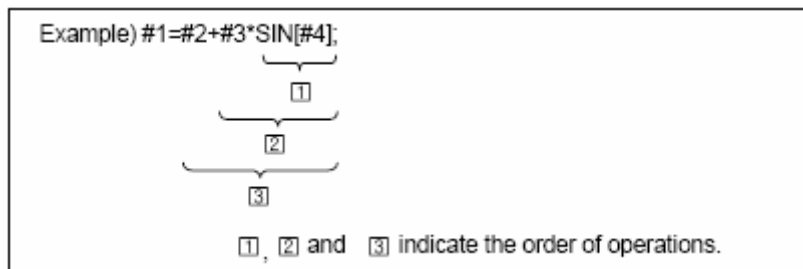 Example) #1=#2+#3*SIN[#4];
1
2
3
1, 2 and 3 indicate the order of operations.